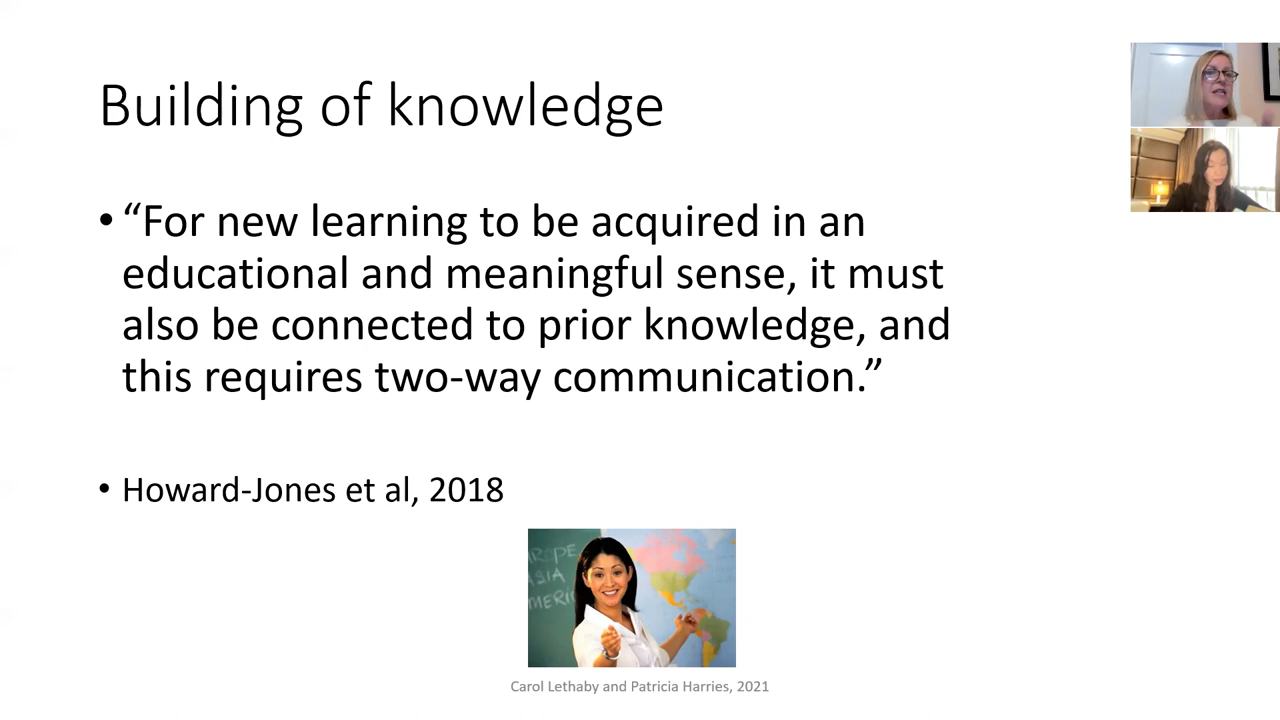 Building of knowledge
• “For new learning to be acquired in an
educational and meaningful sense, it must
also be connected to prior knowledge, and
this requires two-way communication.”
• Howard-Jones et al, 2018
ASIA
Carol Lethaby and Patricia Harries, 2021